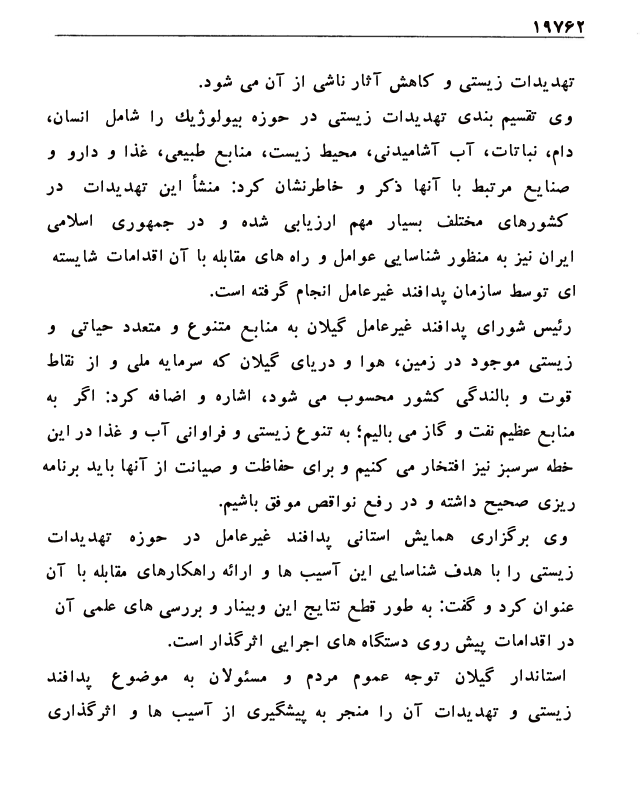 ۱۹۷۶۲
تهدیدات زیستی و کاهش آثار ناشی از آن می شود.
وی تقسیم بندی تهدیدات زیستی در حوزه بیولوژیك را شامل انسان،
دام، نباتات، آب آشامیدنی، محیط زیست، منابع طبیعی، غذا و دارو و
صنایع مرتبط با آنها ذکر و خاطرنشان کرد: منشأ این تهدیدات در
کشورهای مختلف بسیار مهم ارزیابی شده و در جمهوری اسلامی
ایران نیز به منظور شناسایی عوامل و راه های مقابله با آن اقدامات شایسته
ای توسط سازمان پدافند غیرعامل انجام گرفته است.
رئیس شورای پدافند غیرعامل گیلان به منابع متنوع و متعدد حیاتی و
زیستی موجود در زمین، هوا و دریای گیلان که سرمایه ملی و از نقاط
قوت و بالندگی کشور محسوب می شود، اشاره و اضافه کرد: اگر به
منابع عظیم نفت و گاز می بالیم؛ به تنوع زیستی و فراوانی آب و غذا در این
خطه سرسبز نیز افتخار می کنیم و برای حفاظت و صیانت از آنها باید برنامه
ریزی صحیح داشته و در رفع نواقص موفق باشیم.
وی برگزاری همایش استانی پدافند غیرعامل در حوزه تهدیدات
زیستی را با هدف شناسایی این آسیب ها و ارائه راهکارهای مقابله با آن
عنوان کرد و گفت: به طور قطع نتایج این وبینار و بررسی های علمی آن
در اقدامات پیش روی دستگاه های اجرایی اثرگذار است.
استاندار گیلان توجه عموم مردم و مسئولان به موضوع پدافند
زیستی و تهدیدات آن را منجر به پیشگیری از آسیب ها و اثرگذاری